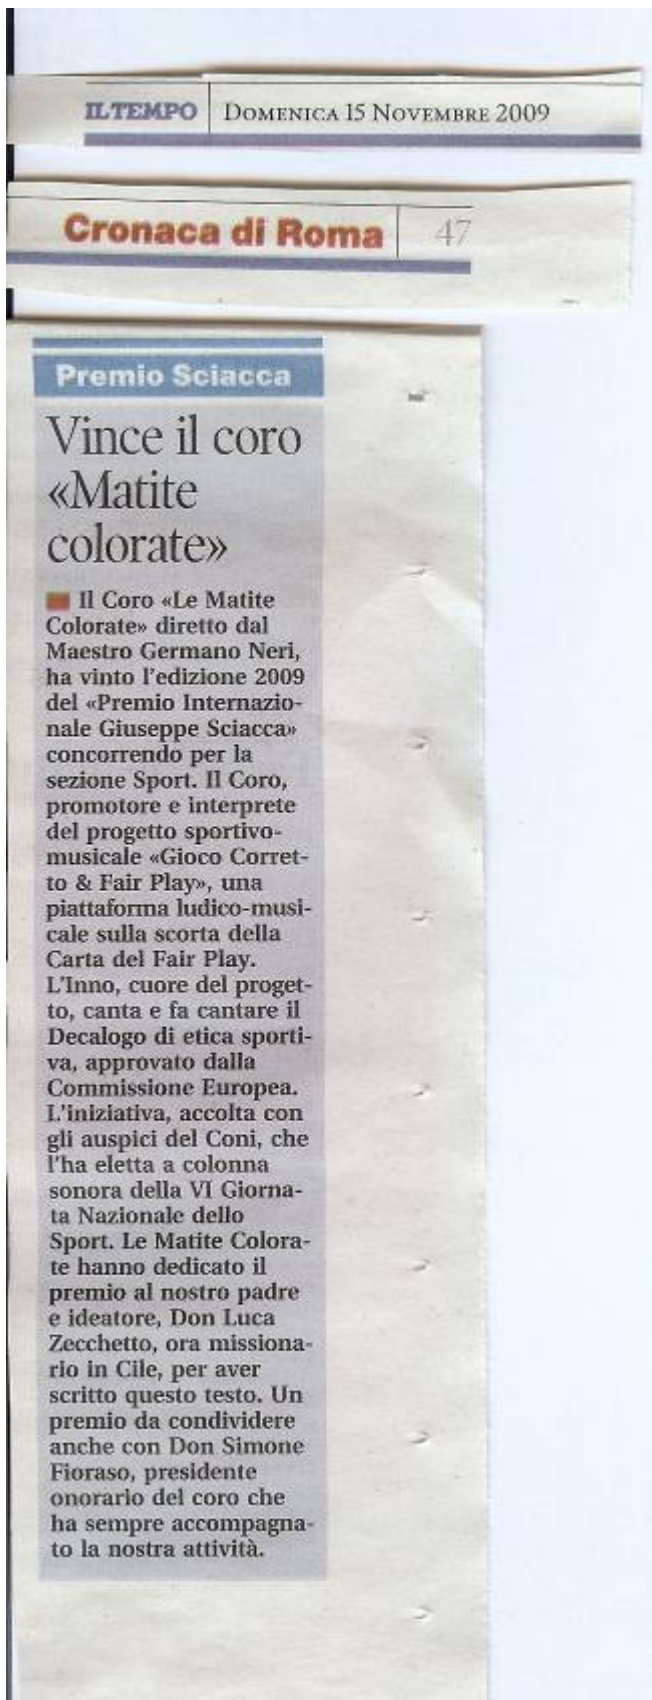 IL TEMPO DOMENICA 15 NOVEMBRE 2009
Cronaca di Roma 47
Premio Sciacca
Vince il coro
«Matite
colorate»
Il Coro «Le Matite
Colorate» diretto dal
Maestro Germano Neri,
ha vinto l'edizione 2009
del «Premio Internazio-
nale Giuseppe Sciacca»
concorrendo per la
sezione Sport. Il Coro,
promotore e interprete
del progetto sportivo-
musicale «Gioco Corret-
to & Fair Play», una
piattaforma ludico-musi-
cale sulla scorta della
Carta del Fair Play.
L'Inno, cuore del proget-
to, canta e fa cantare il
Decalogo di etica sporti-
va, approvato dalla
Commissione Europea.
L'iniziativa, accolta con
gli auspici del Coni, che
l'ha eletta a colonna
sonora della VI Giorna-
ta Nazionale dello
Sport. Le Matite Colora-
te hanno dedicato il
premio al nostro padre
e ideatore, Don Luca
Zecchetto, ora missiona-
rio in Cile, per aver
scritto questo testo. Un
premio da condividere
anche con Don Simone
Fioraso, presidente
onorario del coro che
ha sempre accompagna-
to la nostra attività.